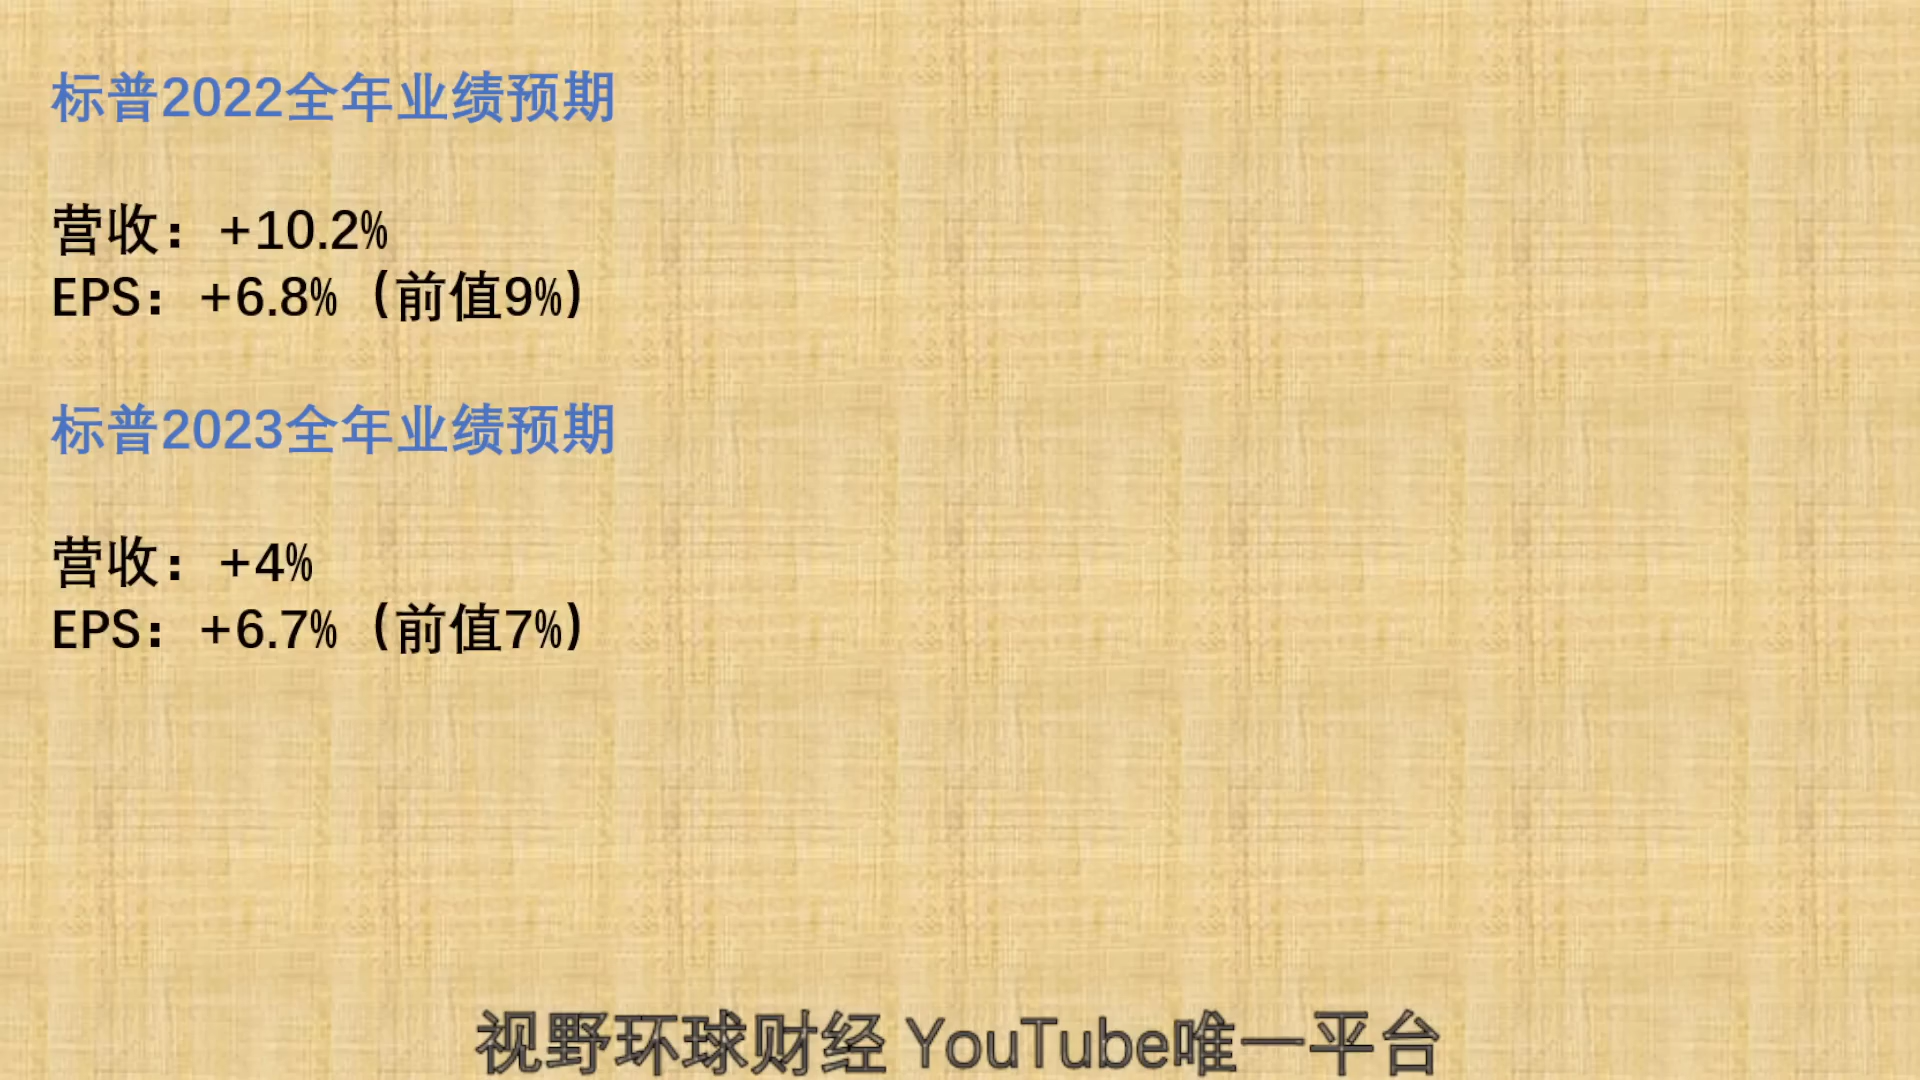 标普2022全年业绩预期
营收：+10.2%
EPS：+6.8%（前值9%）
标普2023全年业绩预期
营收：+4%
EPS：+6.7%（前值7%）
视野环球财经 YouTube唯一平台